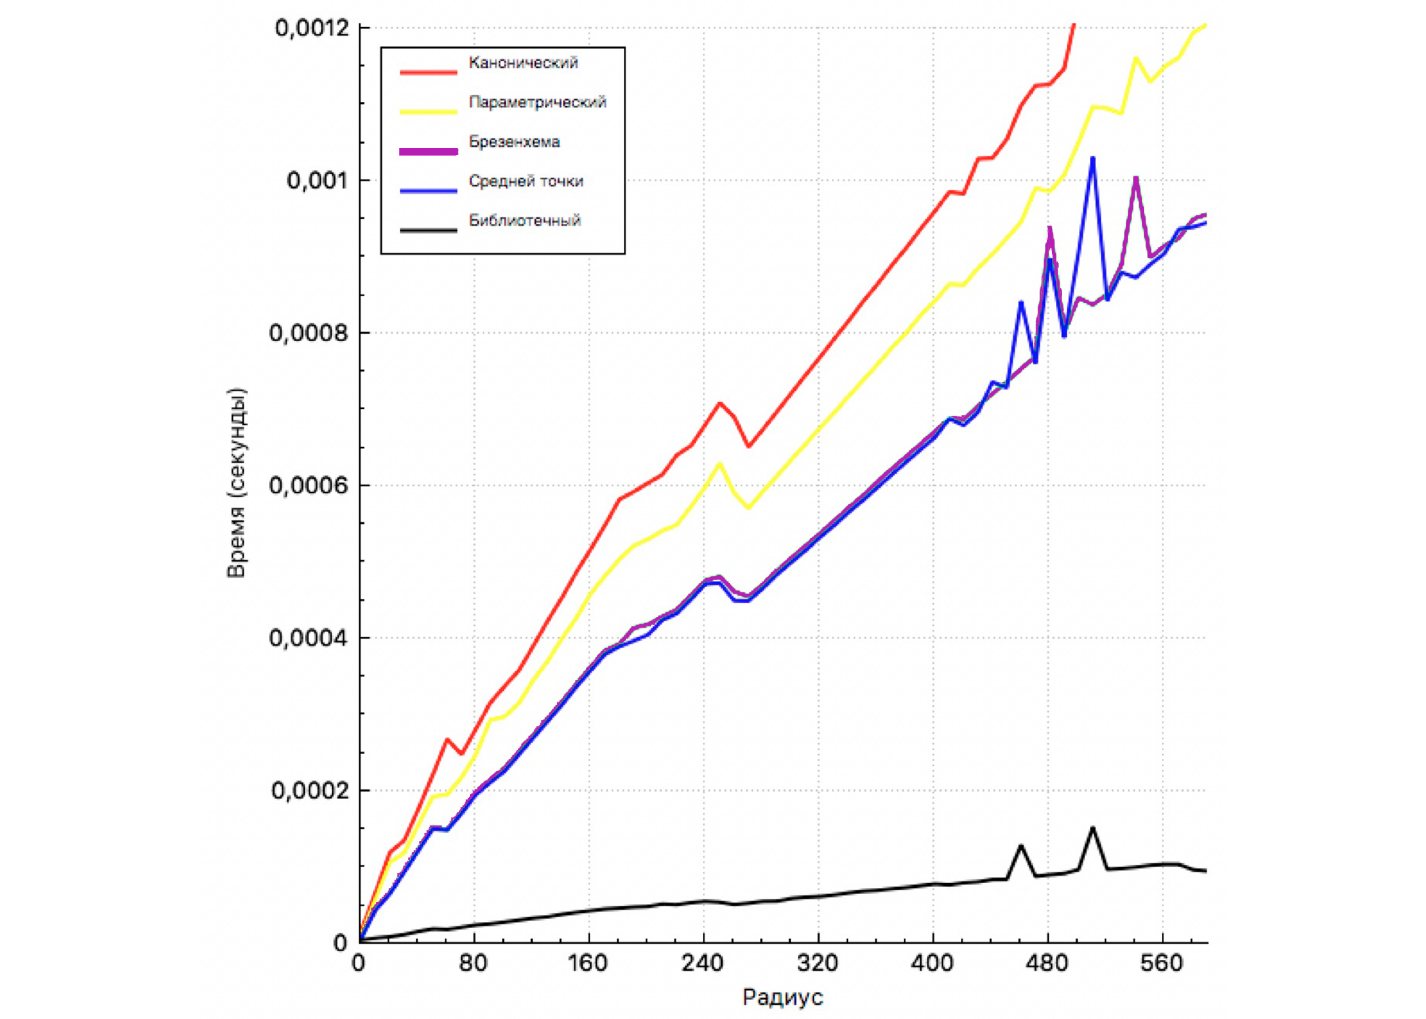 0,0012
Канонический
Параметрический
Брезенхема
Средней точки
Библиотечный
0,001
0,0008
0,0006
0,0004
0,0002
0
Время (секунды)
0 80 160 240 320 400 480 560
Радиус